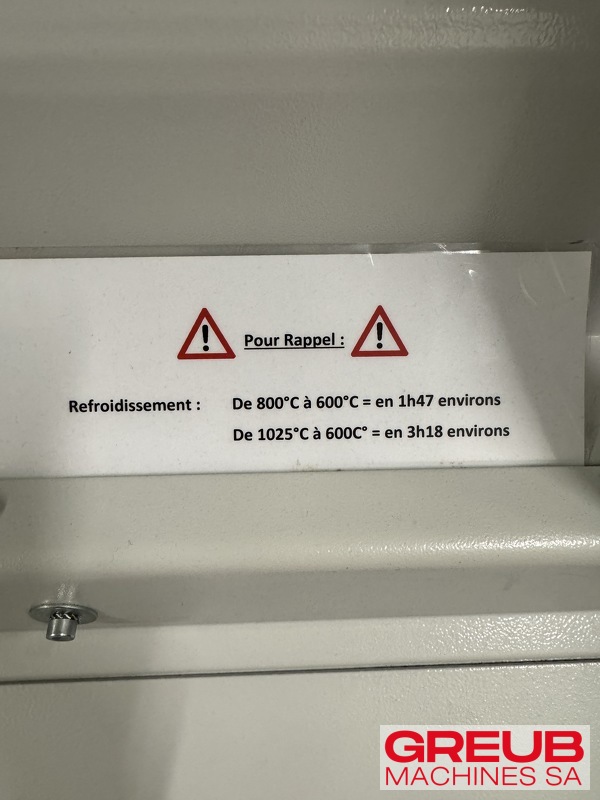 Pour Rappel :
Refroidissement : De 800°C à 600°C = en 1h47 environs
De 1025°C à 600C° = en 3h18 environs
GREUB
MACHINES SA